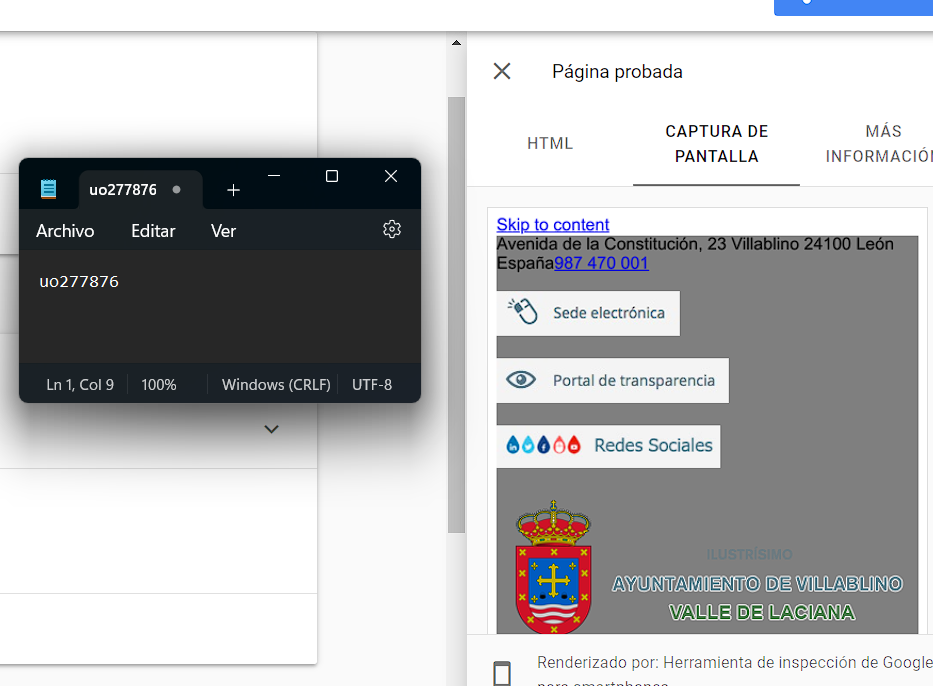 Página probada
HTML
CAPTURA DE
PANTALLA
MÁS
INFORMACIÓN
uo277876
Archivo Editar Ver
uo277876
Ln 1, Col 9 100% Windows (CRLF) UTF-8
Skip to content
Avenida de la Constitución, 23 Villablino 24100 León
España987 470 001
Sede electrónica
Portal de transparencia
Redes Sociales
ILUSTRÍSIMO
AYUNTAMIENTO DE VILLABLINO
VALLE DE LACIANA
Renderizado por: Herramienta de inspección de Google
para smartphones